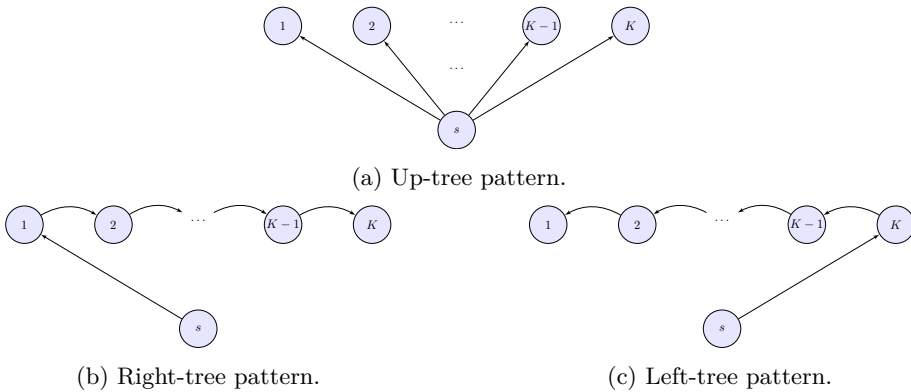 1 2 ... K − 1 K
...
s
(a) Up-tree pattern.
1 2 ... K − 1 K
s
(b) Right-tree pattern.
1 2 ... K − 1 K
s
(c) Left-tree pattern.